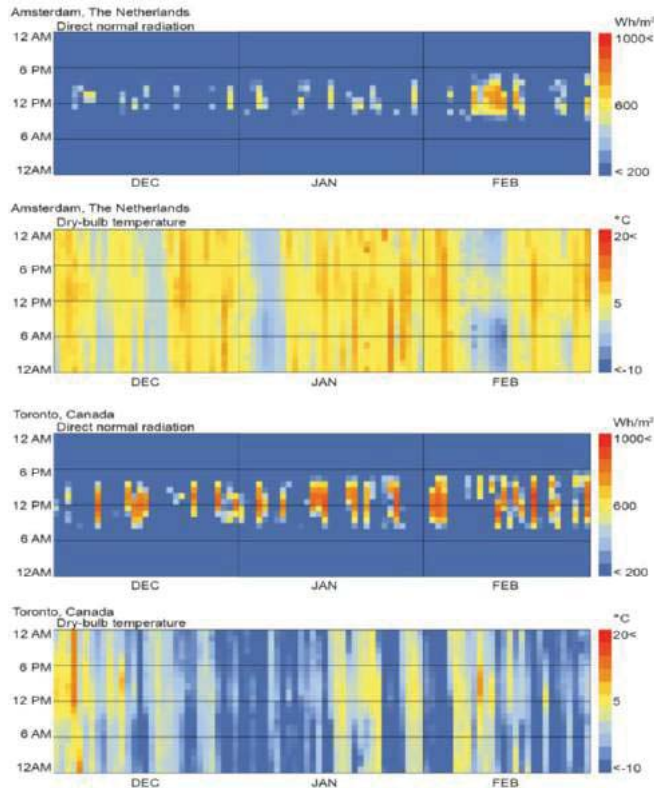 Amsterdam, The Netherlands
Direct normal radiation
Wh/m²
12 AM
6 PM
12 PM
6 AM
12AM
1000<
600
< 200
DEC JAN FEB
Amsterdam, The Netherlands
Dry-bulb temperature
°C
12 AM
6 PM
12 PM
6 AM
12AM
20<
5
<-10
DEC JAN FEB
Toronto, Canada
Direct normal radiation
Wh/m²
12 AM
6 PM
12 PM
6 AM
12AM
1000<
600
< 200
DEC JAN FEB
Toronto, Canada
Dry-bulb temperature
°C
12 AM
6 PM
12 PM
6 AM
12AM
20<
5
<-10
DEC JAN FEB